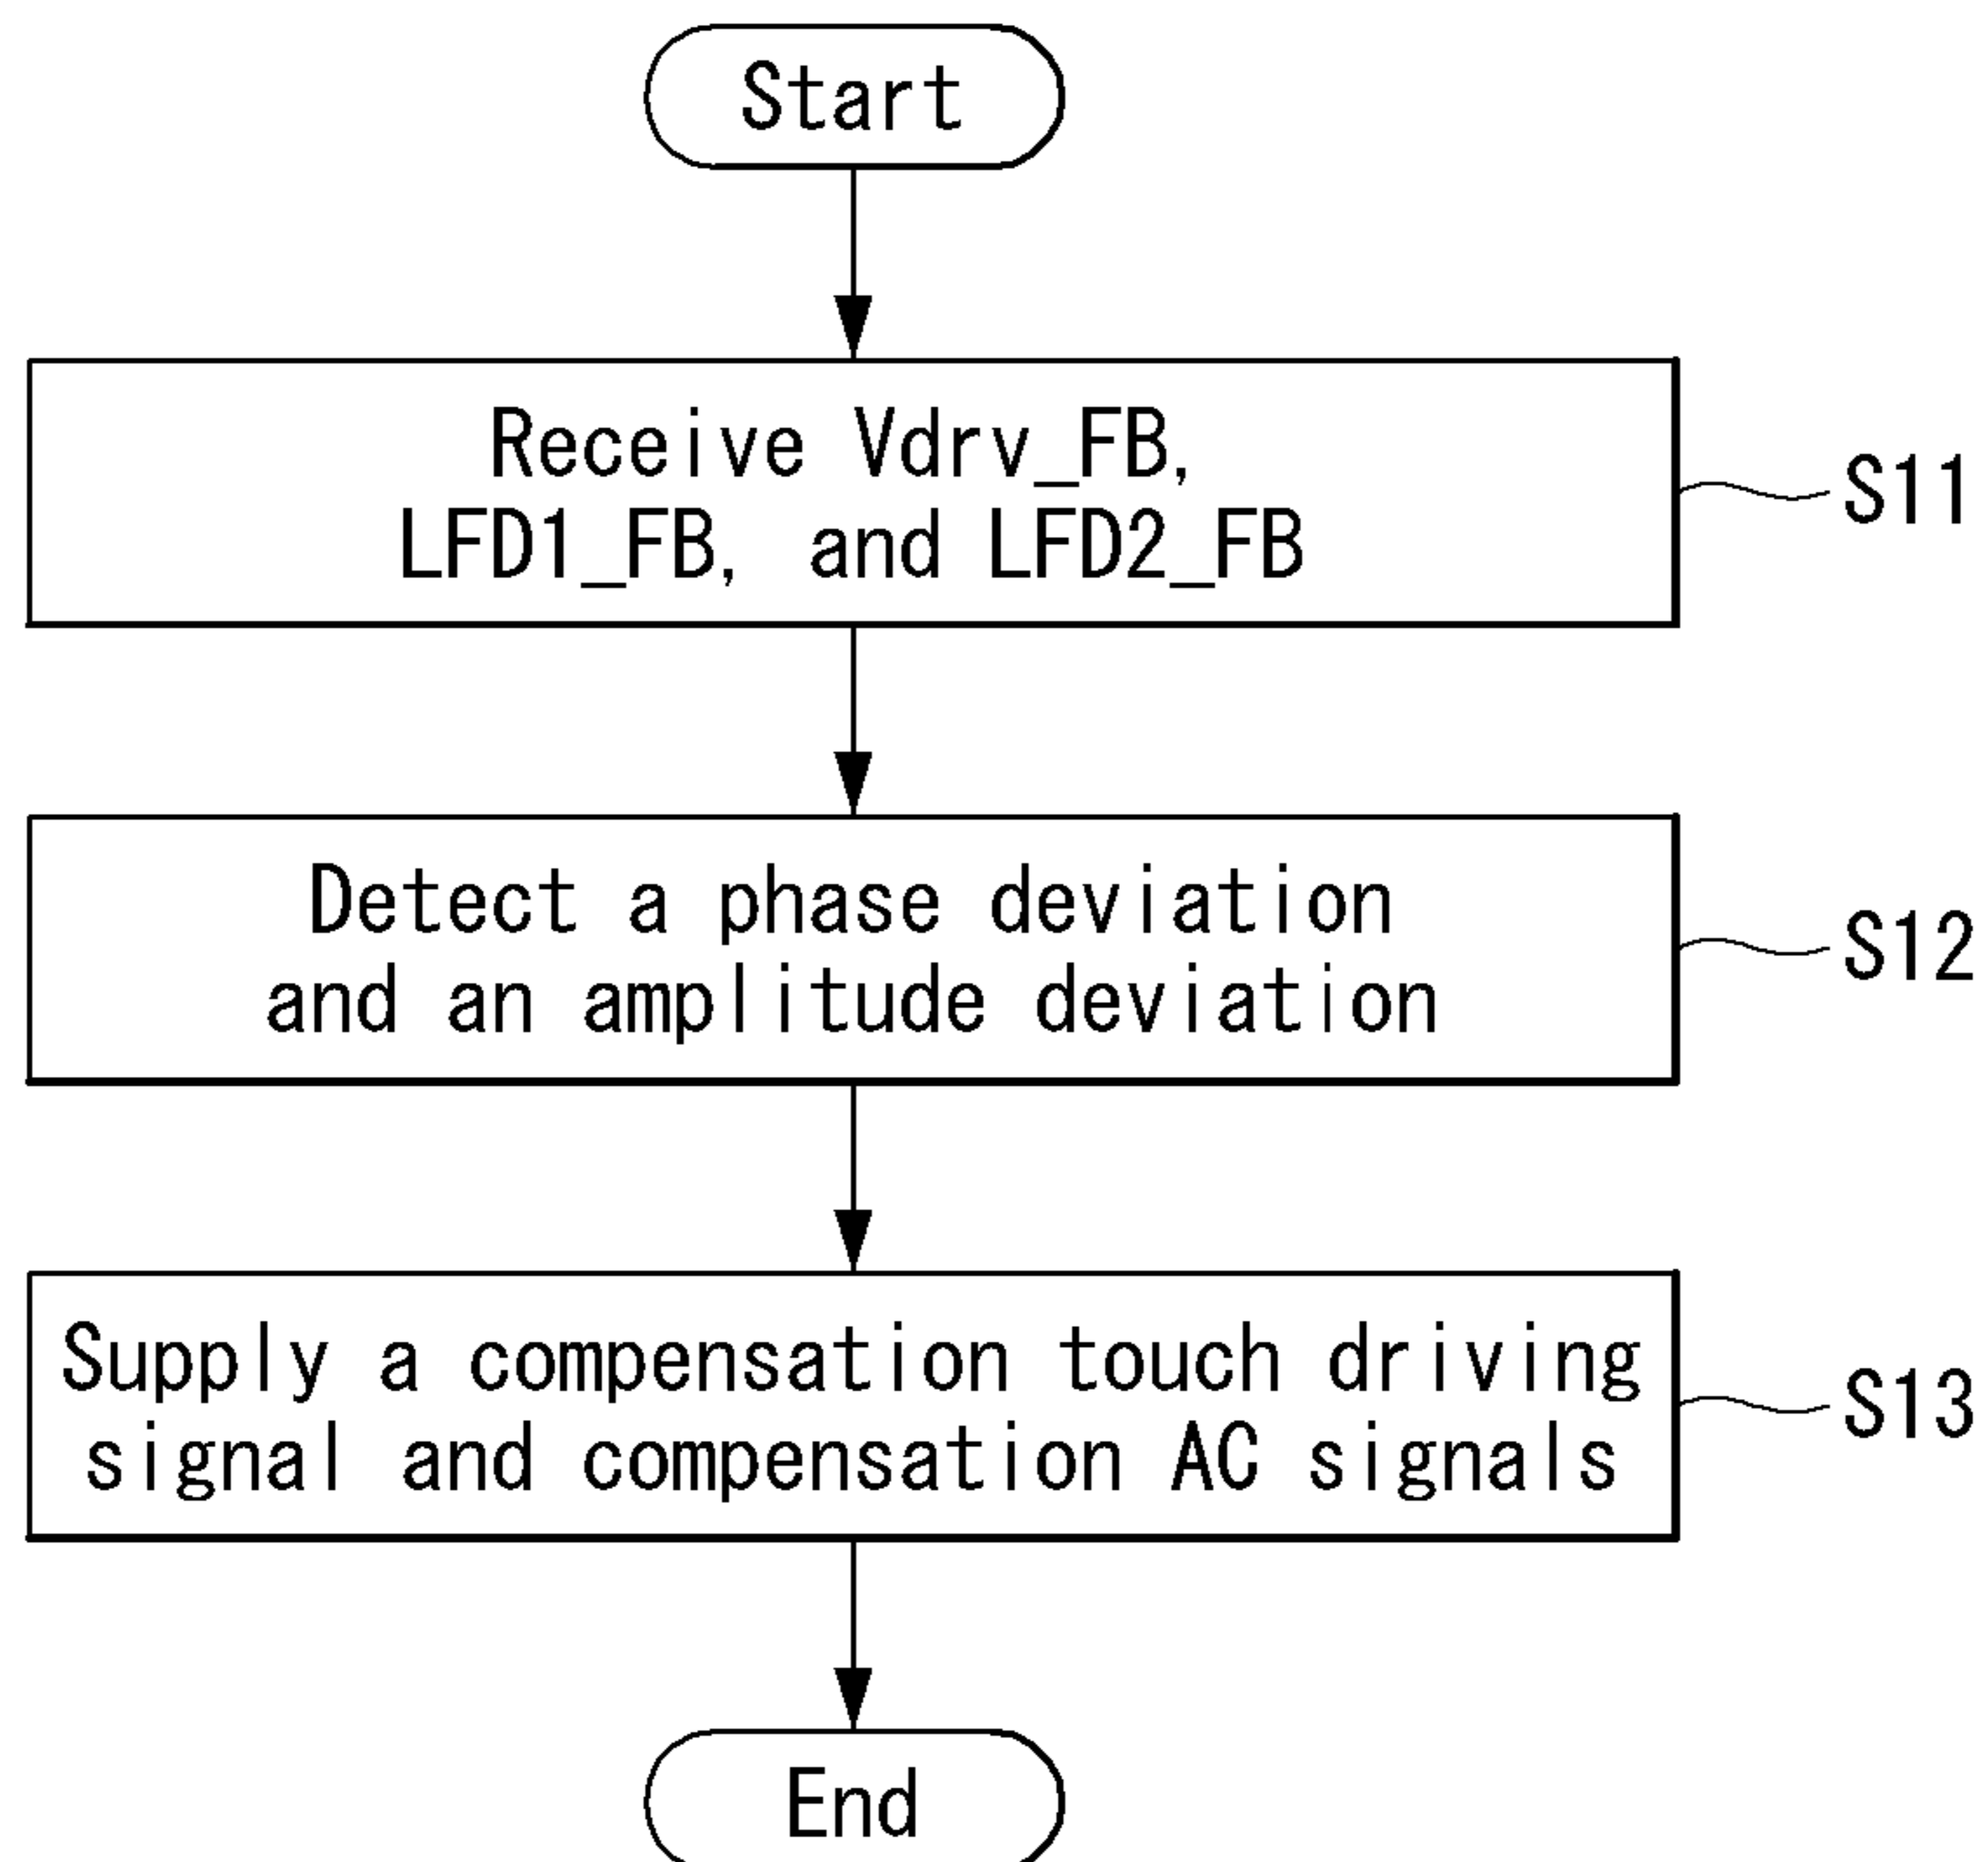 Start
Receive Vdrv_FB,
LFD1_FB, and LFD2_FB
S11
Detect a phase deviation
and an amplitude deviation
S12
Supply a compensation touch driving
signal and compensation AC signals
S13
End